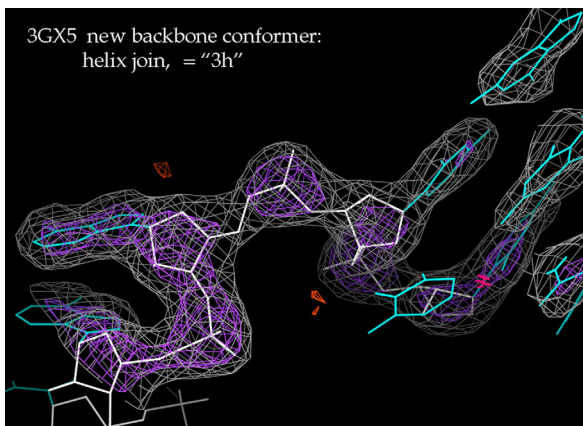 3GX5 new backbone conformer:
helix join, = "3h"